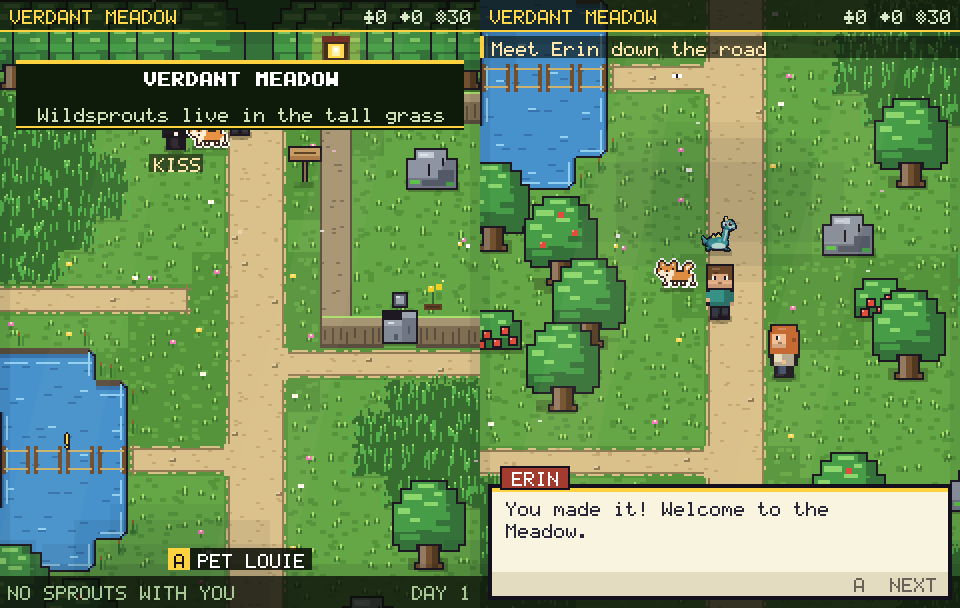 VERDANT MEADOW
0 0 30
VERDANT MEADOW
Wildsprouts live in the tall grass
KISS
A PET LOUIE
NO SPROUTS WITH YOU
DAY 1
VERDANT MEADOW
0 0 30
Meet Erin down the road
ERIN
You made it! Welcome to the
Meadow.
A NEXT